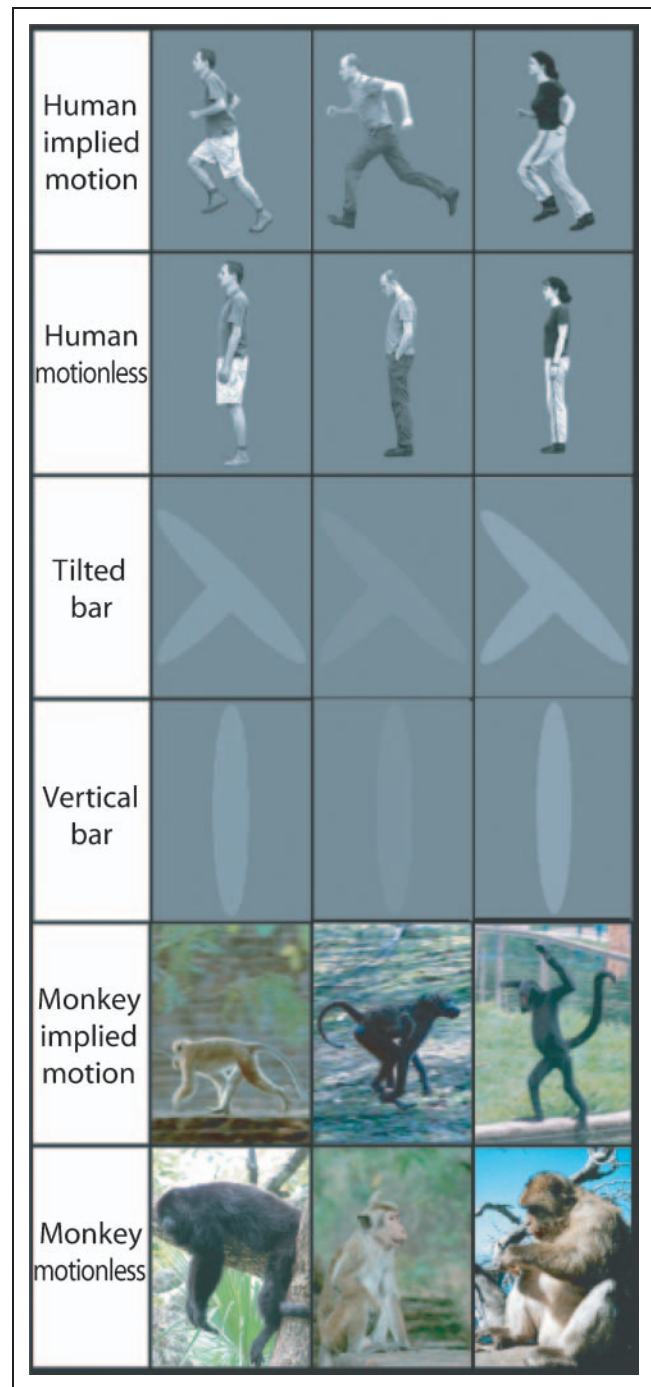 Human
implied
motion
Human
motionless
Tilted
bar
Vertical
bar
Monkey
implied
motion
Monkey
motionless